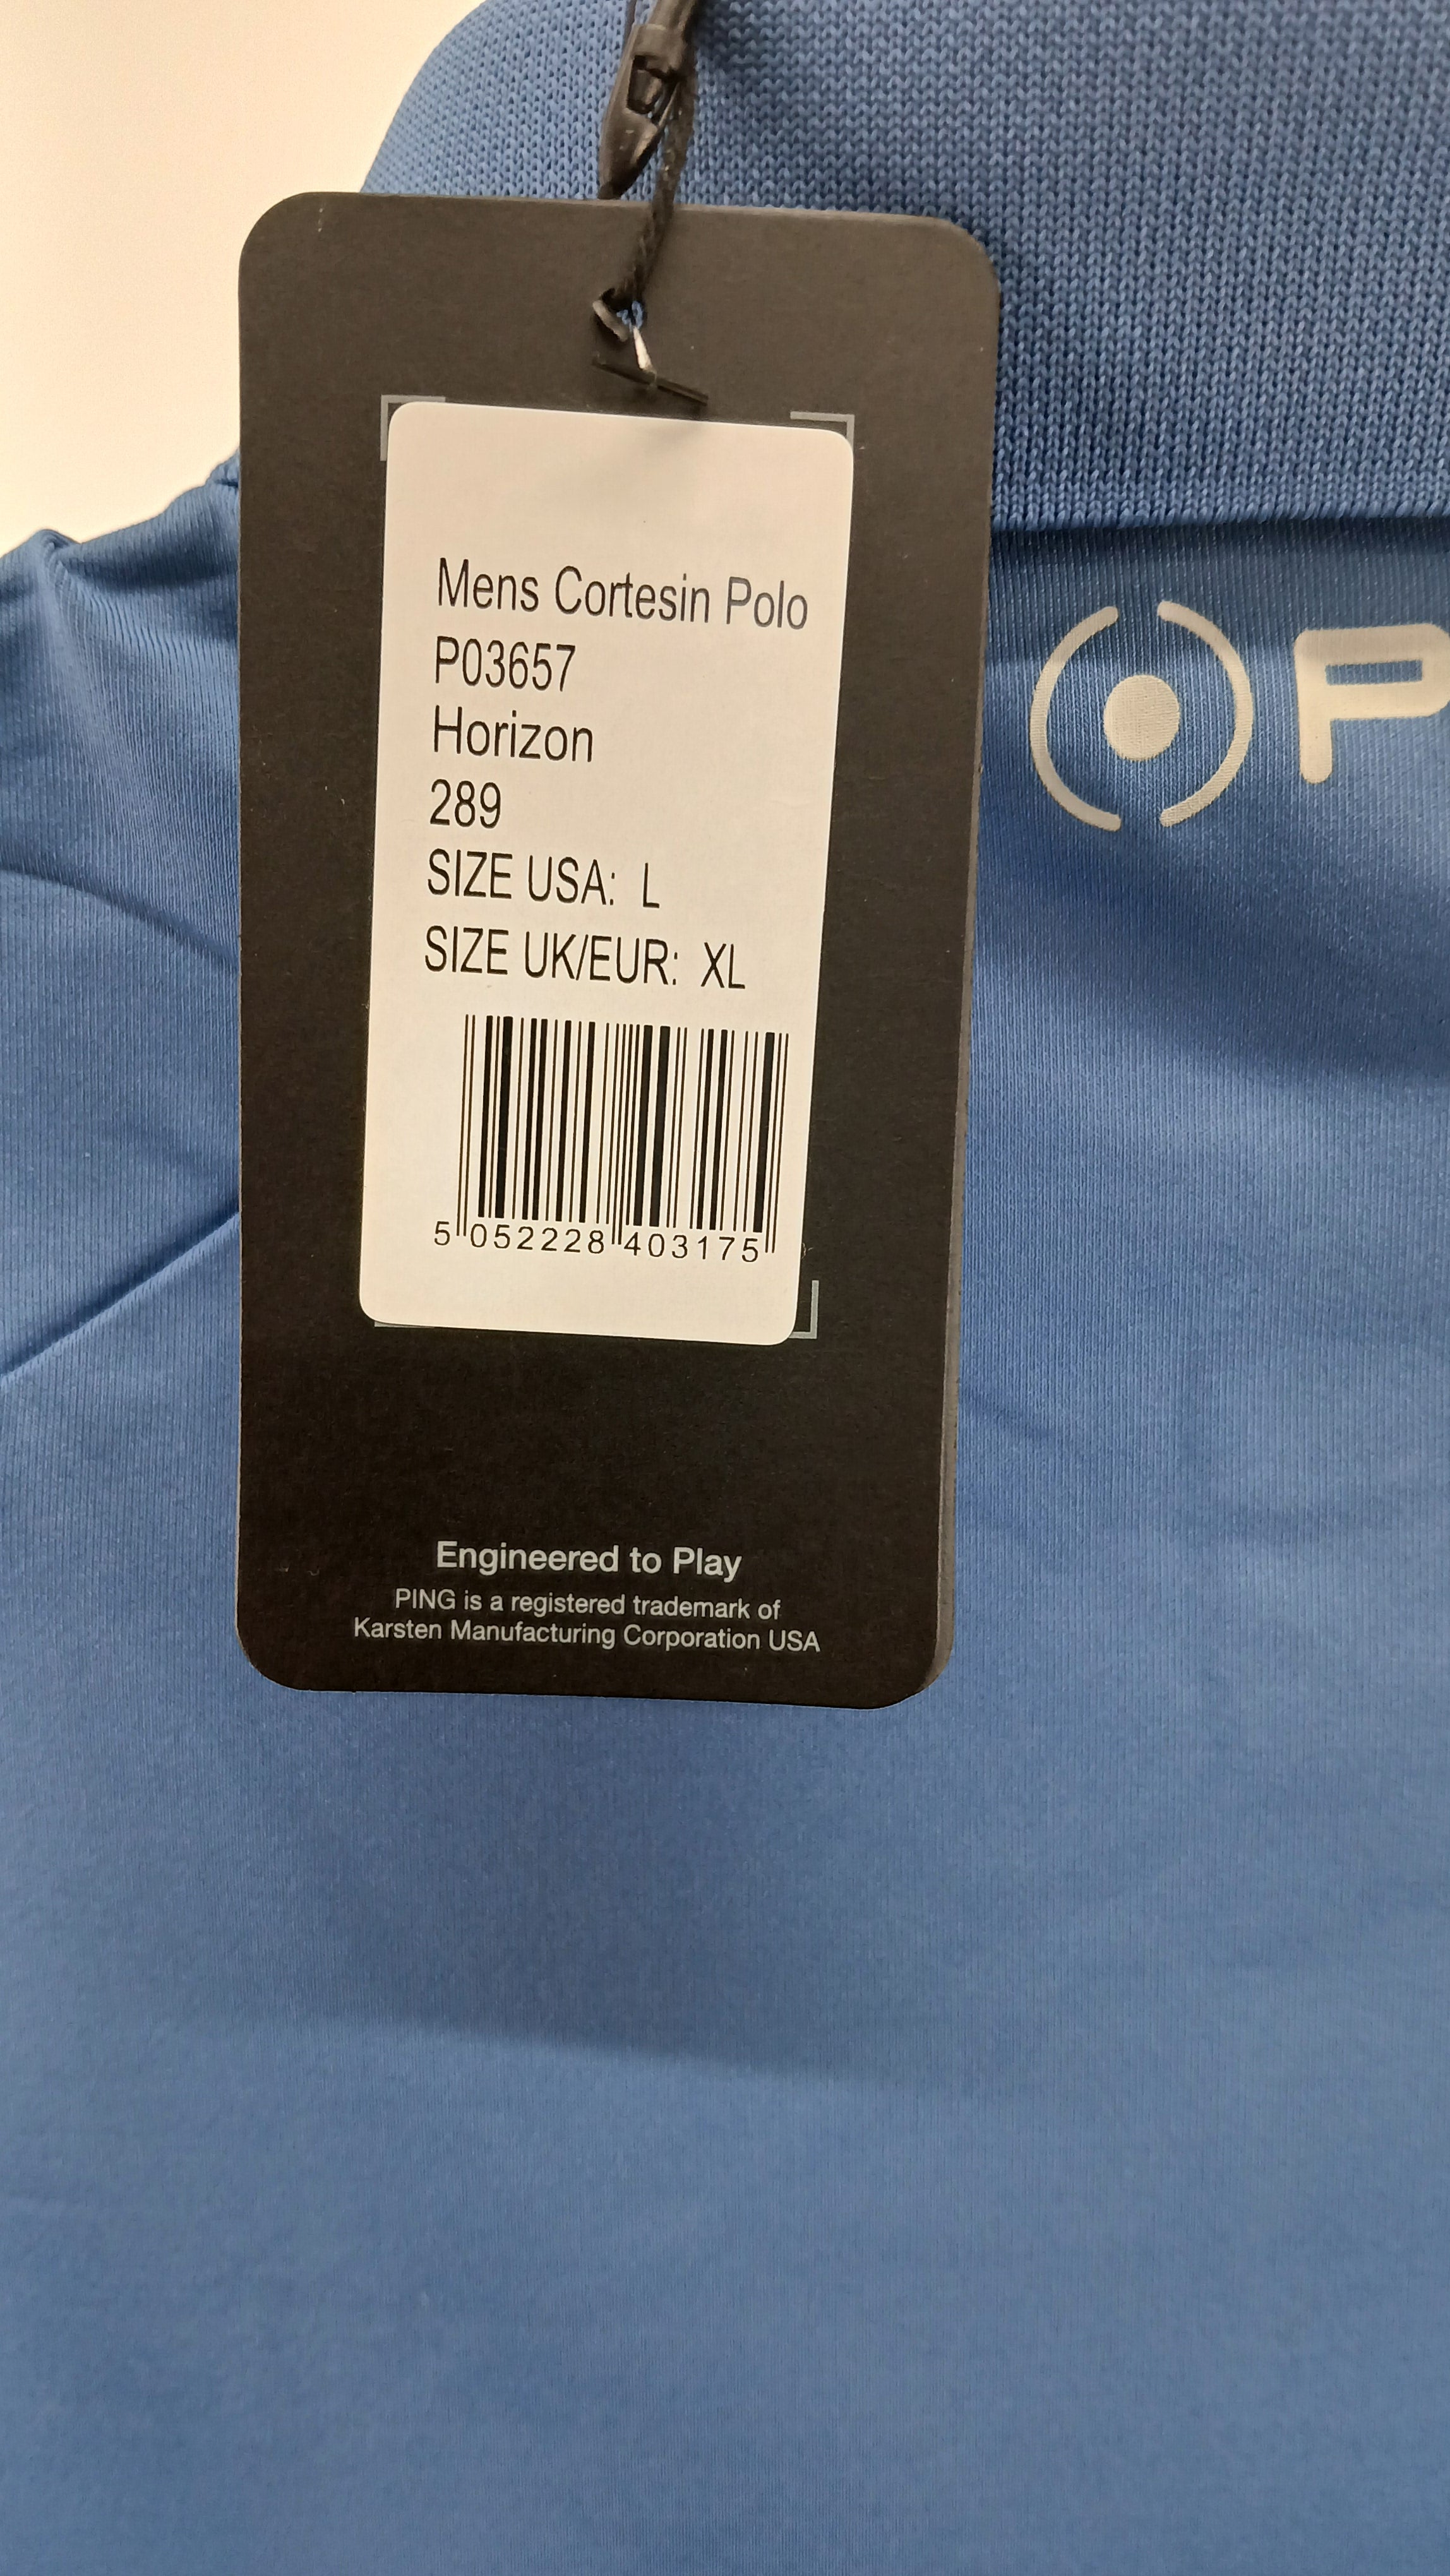 Mens Cortesin Polo
P03657
Horizon
289
SIZE USA: L
SIZE UK/EUR: XL
5 052228 403175
Engineered to Play
PING is a registered trademark of
Karsten Manufacturing Corporation USA
P